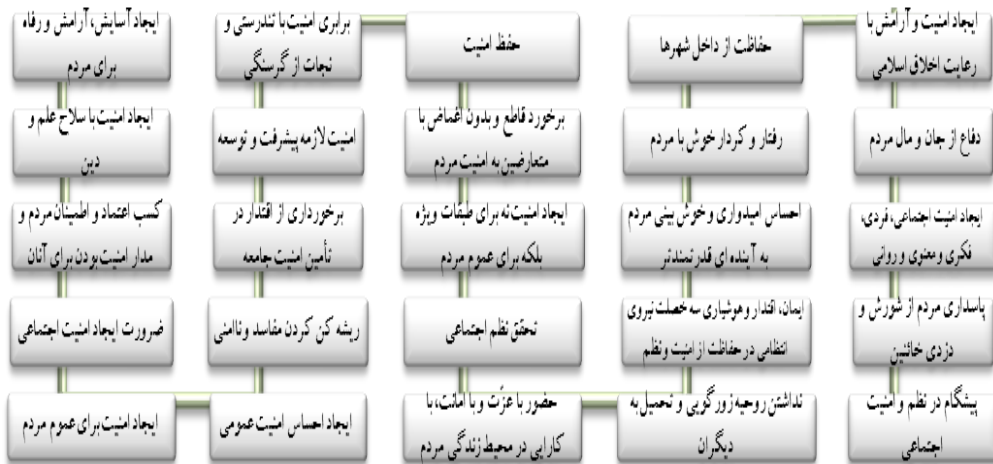 ایجاد امنیت و آرامش با
رعایت اخلاق اسلامی
دفاع از جان و مال مردم
ایجاد امنیت اجتماعی، فردی،
فکری و معنوی و روانی
پاسداری مردم از شورش و
دزدی خائنین
پیشگام در نظم و امنیت
اجتماعی
حفاظت از داخل شهرها
رفتار و کردار خوش با مردم
احساس امیدواری و خوش بینی مردم
به آینده ای قدرتمندتر
ایمان، اقتدار و هوشیاری سه خصلت نیروی
انتظامی در حفاظت از امنیت و نظم
نداشتن روحیه زورگویی و تحمیل به
دیگران
حفظ امنیت
برخورد قاطع و بدون اغماض با
متعارضین به امنیت مردم
ایجاد امنیت نه برای طبقات ویژه
بلکه برای عموم مردم
تحقق نظم اجتماعی
حضور با عزّت و با امانت، با
کارایی در محیط زندگی مردم
برابری امنیت با تندرستی و
نجات از گرسنگی
امنیت لازمه پیشرفت و توسعه
برخورداری از اقتدار در
تأمین امنیت جامعه
ریشه کن کردن مفاسد و ناامنی
ایجاد احساس امنیت عمومی
ایجاد آسایش، آرامش و رفاه
برای مردم
ایجاد امنیت با سلاح علم و
دین
کسب اعتماد و اطمینان مردم و
مدار امنیت بودن برای آنان
ضرورت ایجاد امنیت اجتماعی
ایجاد امنیت برای عموم مردم